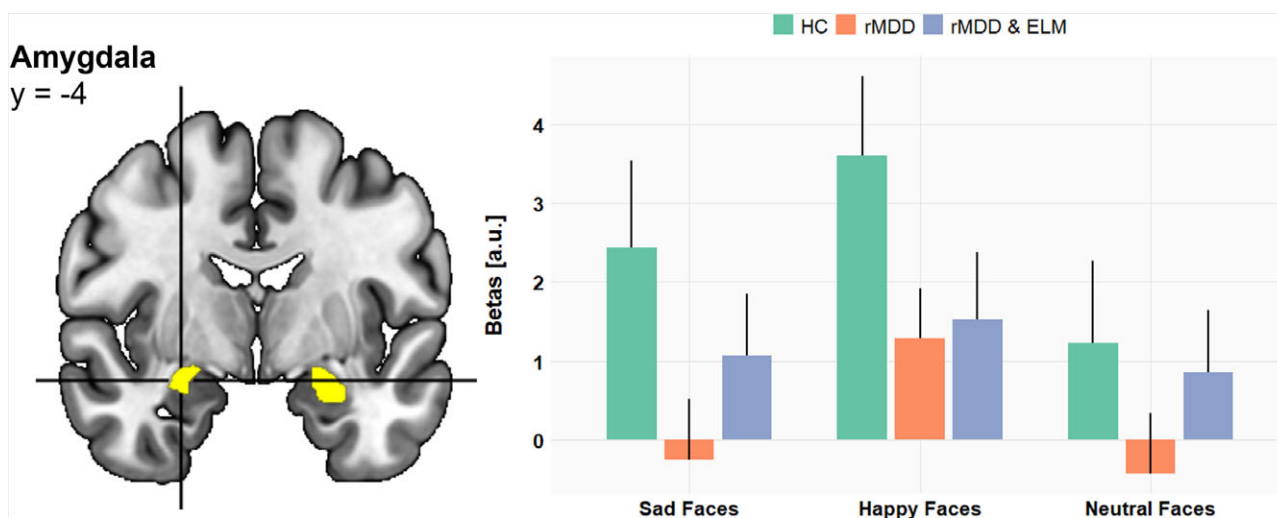 Amygdala
y = -4
HC rMDD rMDD & ELM
Betas [a.u.]
4
3
2
1
0
Sad Faces Happy Faces Neutral Faces